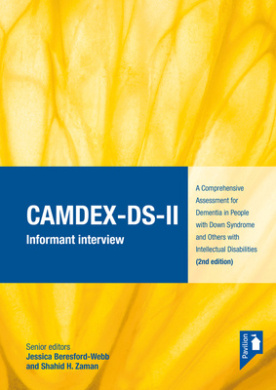 CAMDEX-DS-II
Informant interview
A Comprehensive
Assessment for
Dementia in People
with Down Syndrome
and Others with
Intellectual Disabilities
(2nd edition)
Senior editors
Jessica Beresford-Webb
and Shahid H. Zaman
Pavilion